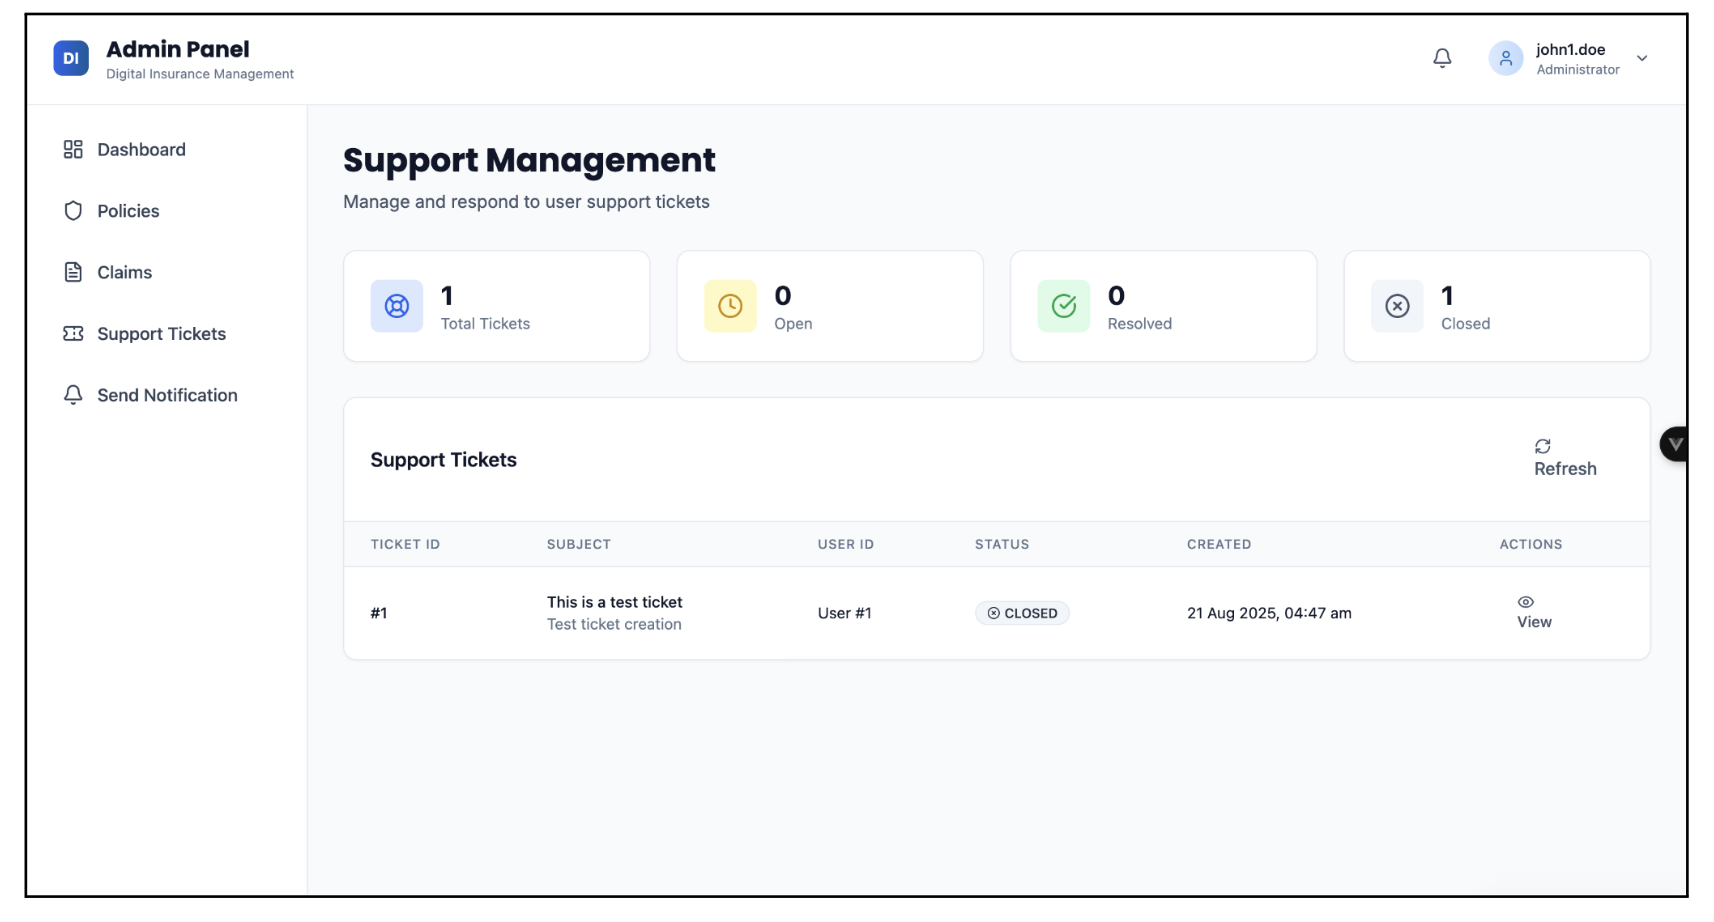 DI
Admin Panel
Digital Insurance Management
john1.doe
Administrator
Dashboard
Policies
Claims
Support Tickets
Send Notification
Support Management
Manage and respond to user support tickets
1
Total Tickets
0
Open
0
Resolved
1
Closed
Support Tickets
Refresh
TICKET ID SUBJECT USER ID STATUS CREATED ACTIONS
#1 This is a test ticket User #1 CLOSED 21 Aug 2025, 04:47 am View
Test ticket creation